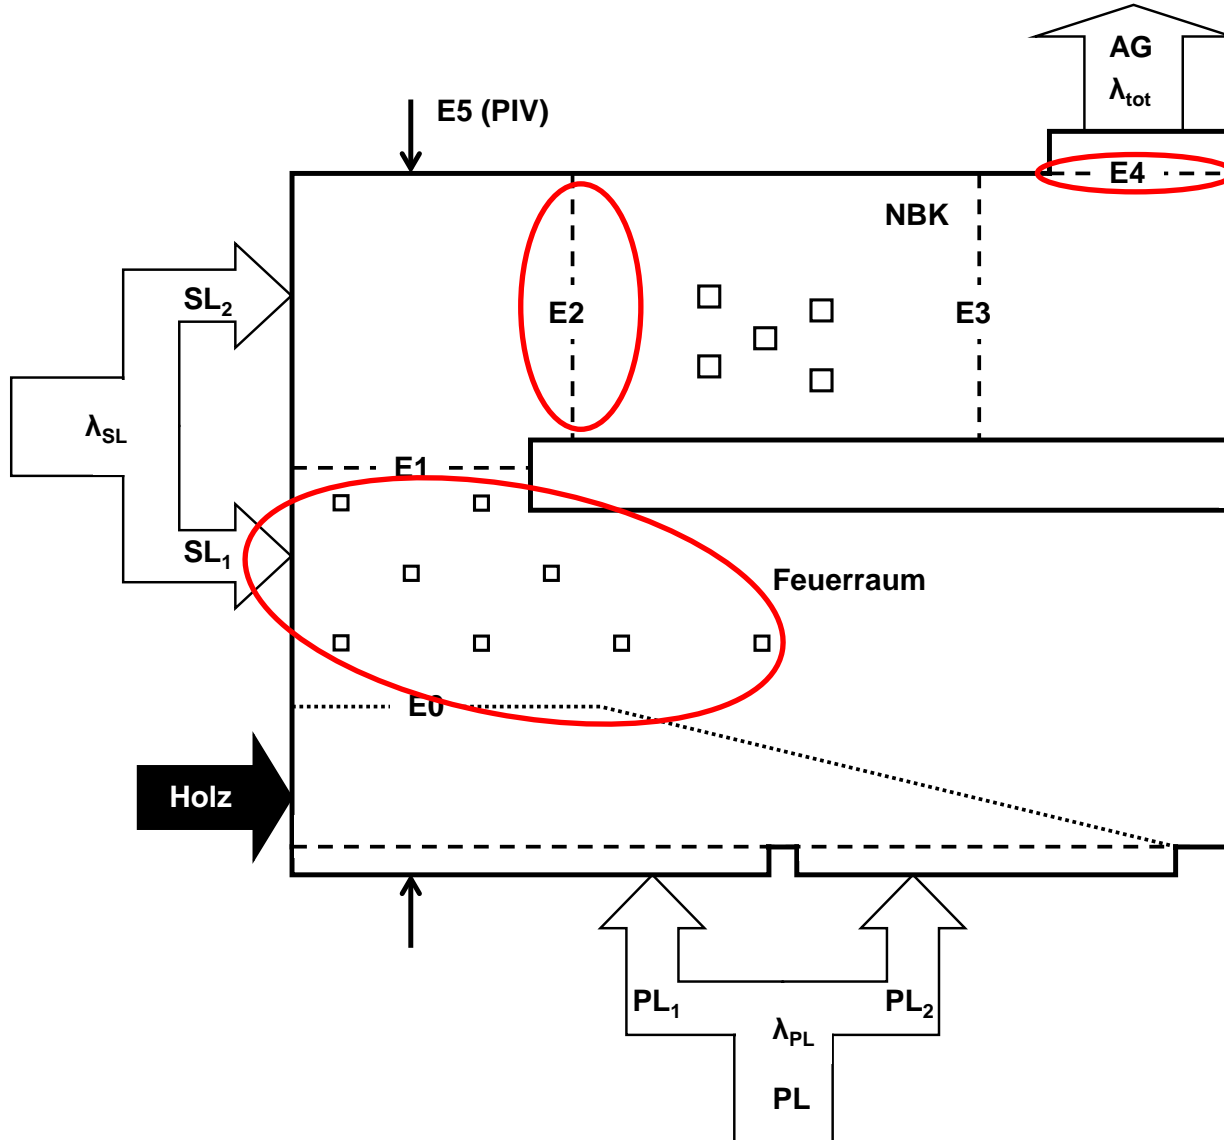 AG
λtot
E5 (PIV)
E4
NBK
SL2
E2
E3
λSL
E1
SL1
Feuerraum
E0
Holz
PL1
PL2
λPL
PL